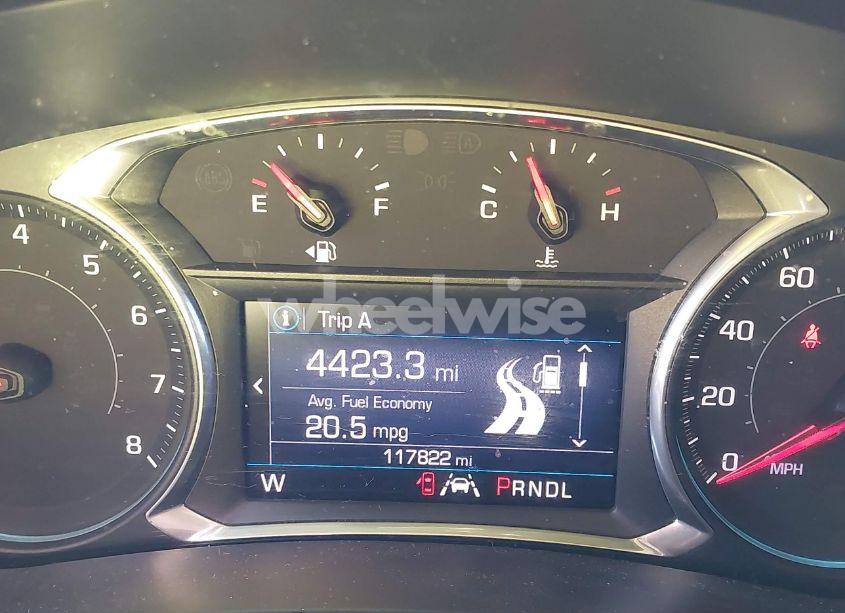 E F
C H
4
5
6
7
8
wheelwise
i Trip A
4423.3 mi
Avg. Fuel Economy
20.5 mpg
117822 mi
W PRNDL
60
40
20
0
MPH